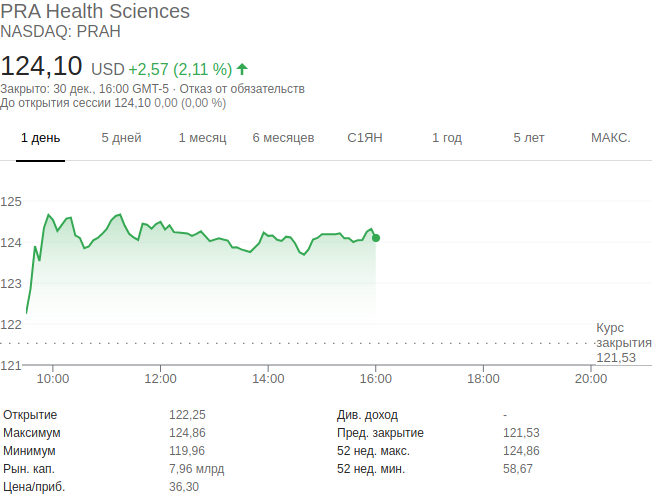 PRA Health Sciences
NASDAQ: PRAH
124,10 USD +2,57 (2,11 %)
Закрыто: 30 дек., 16:00 GMT-5 · Отказ от обязательств
До открытия сессии 124,10 0,00 (0,00 %)
1 день 5 дней 1 месяц 6 месяцев С1ЯН 1 год 5 лет МАКС.
125
124
123
122
Курс
закрытия
121,53
121
10:00 12:00 14:00 16:00 18:00 20:00
Открытие 122,25 Див. доход -
Максимум 124,86 Пред. закрытие 121,53
Минимум 119,96 52 нед. макс. 124,86
Рын. кап. 7,96 млрд 52 нед. мин. 58,67
Цена/приб. 36,30